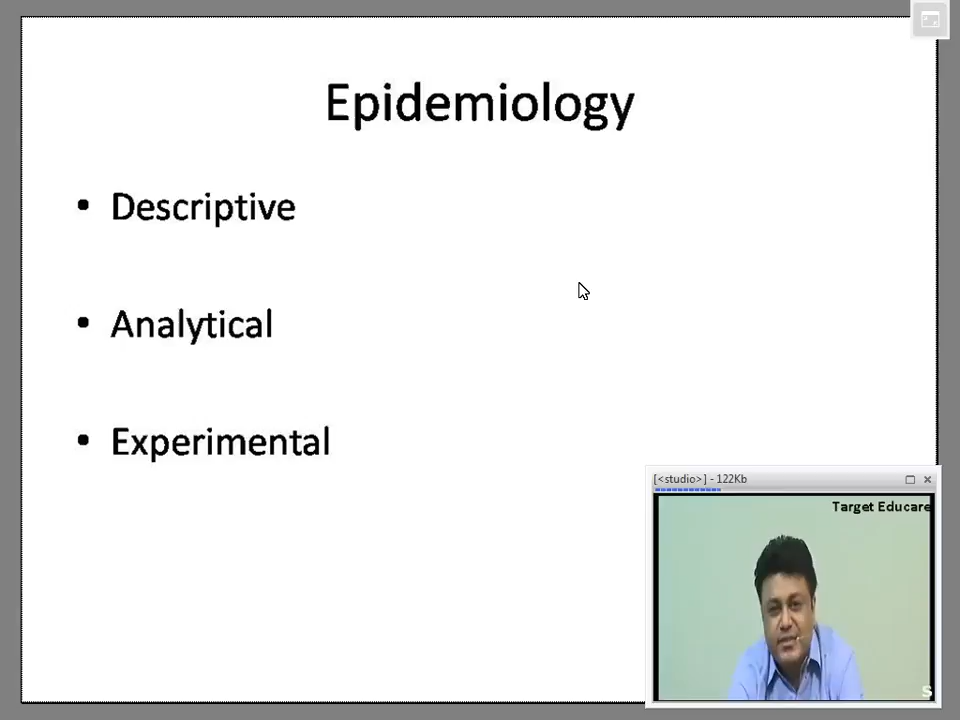 Epidemiology
• Descriptive
• Analytical
• Experimental
[<studio>] - 122Kb
Target Educare
S